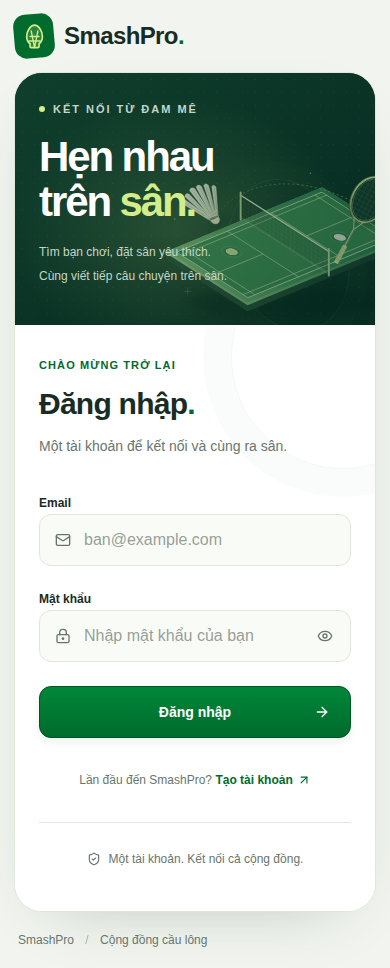 SmashPro.
KẾT NỐI TỪ ĐAM MÊ
Hẹn nhau
trên sân.
Tìm bạn chơi, đặt sân yêu thích.
Cùng viết tiếp câu chuyện trên sân.
CHÀO MỪNG TRỞ LẠI
Đăng nhập.
Một tài khoản để kết nối và cùng ra sân.
Email
ban@example.com
Mật khẩu
Nhập mật khẩu của bạn
Đăng nhập
Lần đầu đến SmashPro? Tạo tài khoản
Một tài khoản. Kết nối cả cộng đồng.
SmashPro / Cộng đồng cầu lông